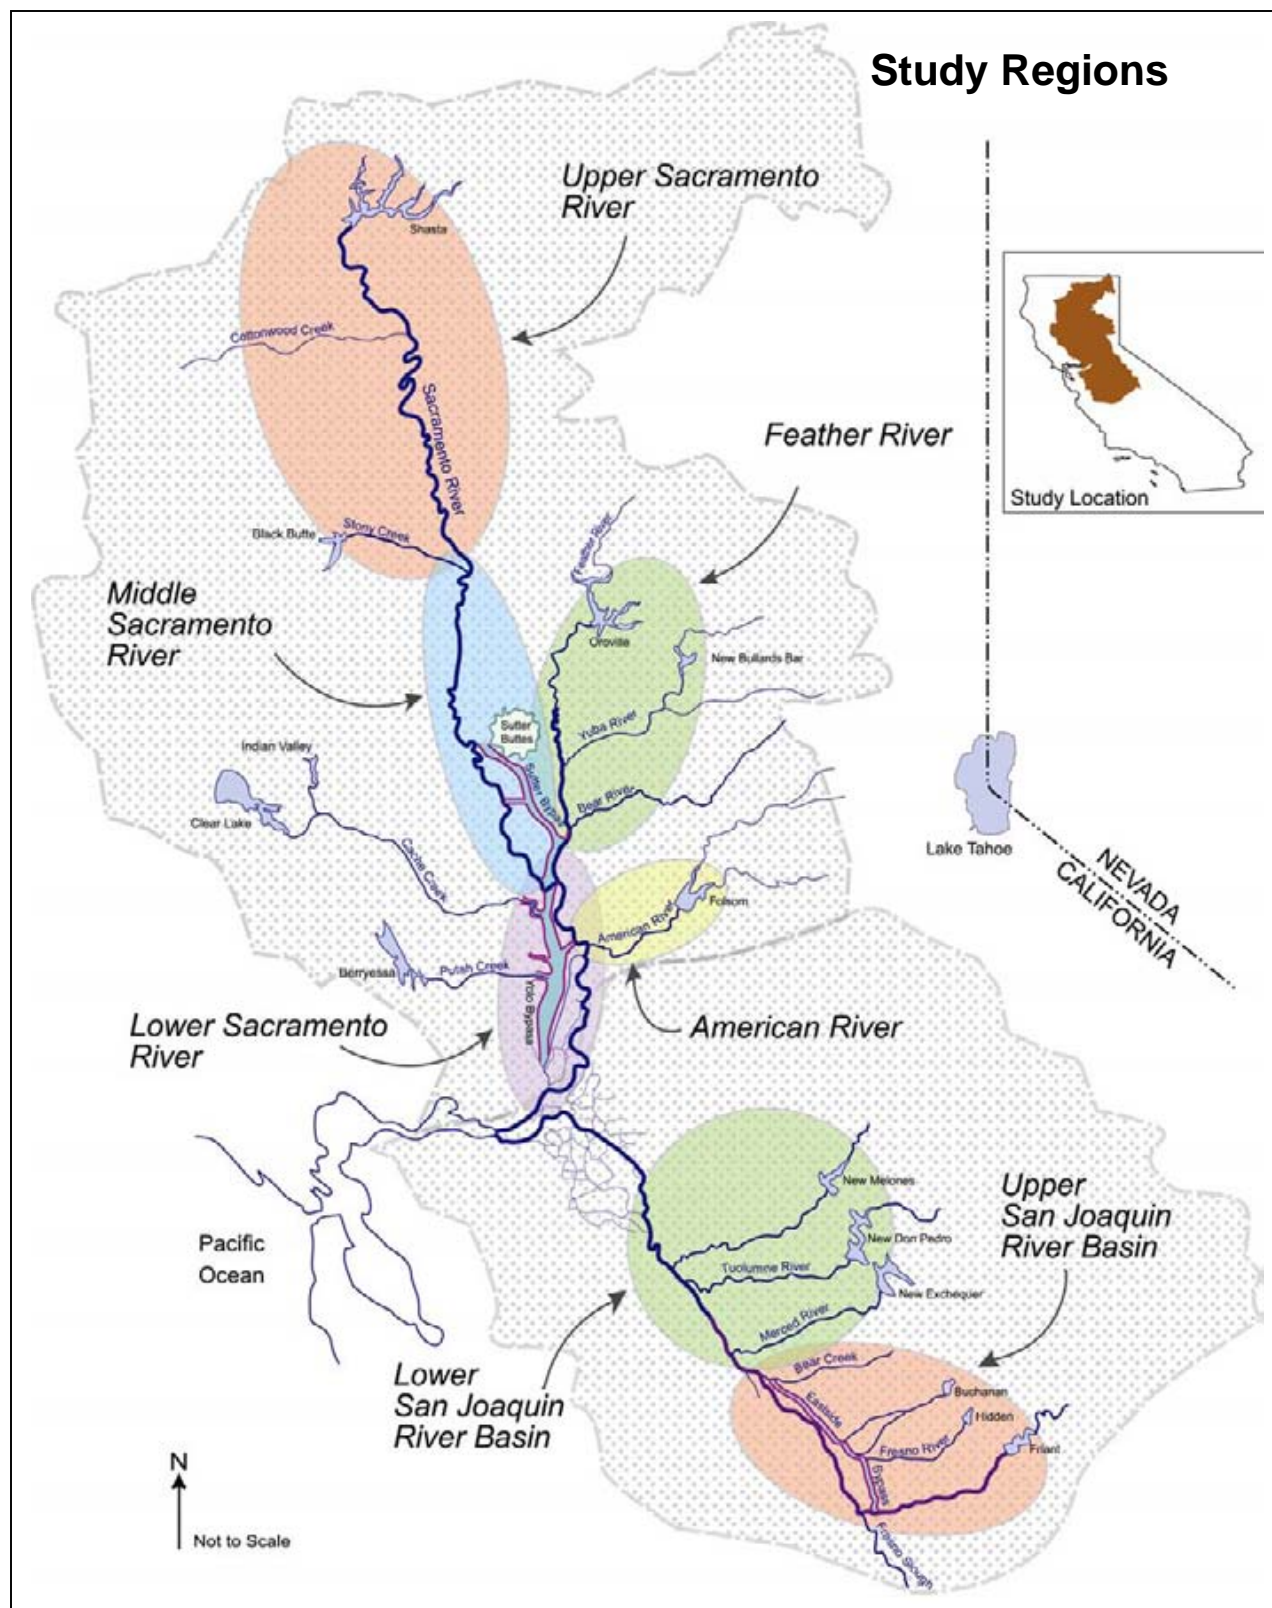 Study Regions
Upper Sacramento
River
Shasta
Cottonwood Creek
Sacramento River
Study Location
Feather River
Black Butte
Stony Creek
Feather River
Middle
Sacramento
River
Oroville
New Bullards Bar
Yuba River
Sutter
Buttes
Indian Valley
Sutter Bypass
Bear River
Clear Lake
Lake Tahoe
NEVADA
CALIFORNIA
Cache Creek
Folsom
American River
Berryessa
Putah Creek
Yolo Bypass
Lower Sacramento
River
American River
New Melones
Upper
San Joaquin
River Basin
Pacific
Ocean
New Don Pedro
Tuolumne River
New Exchequer
Merced River
Lower
San Joaquin
River Basin
Bear Creek
Buchanan
Eastside
Hidden
Fresno River
Friant
Bypass
N
Not to Scale
Fresno Slough